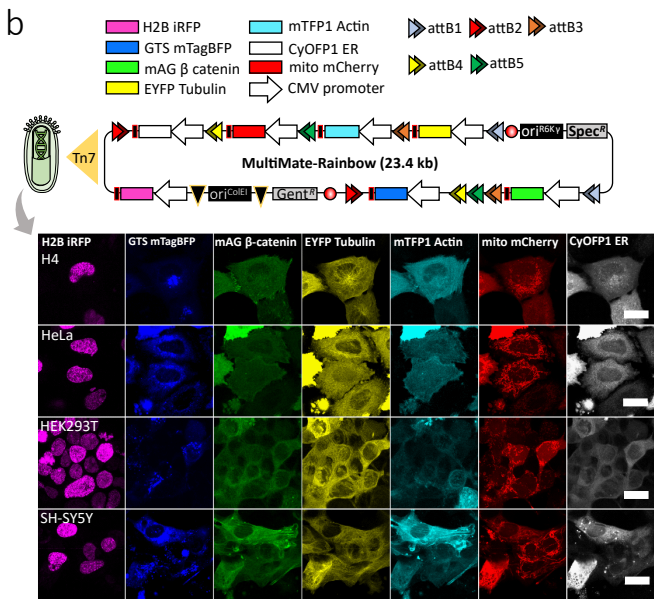 b
H2B iRFP
mTFP1 Actin
attB1
attB2
attB3
GTS mTagBFP
CyOFP1 ER
mAG β catenin
mito mCherry
attB4
attB5
EYFP Tubulin
CMV promoter
ori^R6Kγ
Spec^R
Tn7
MultiMate-Rainbow (23.4 kb)
ori^ColEI
Gent^R
H2B iRFP GTS mTagBFP mAG β-catenin EYFP Tubulin mTFP1 Actin mito mCherry CyOFP1 ER
H4
HeLa
HEK293T
SH-SY5Y